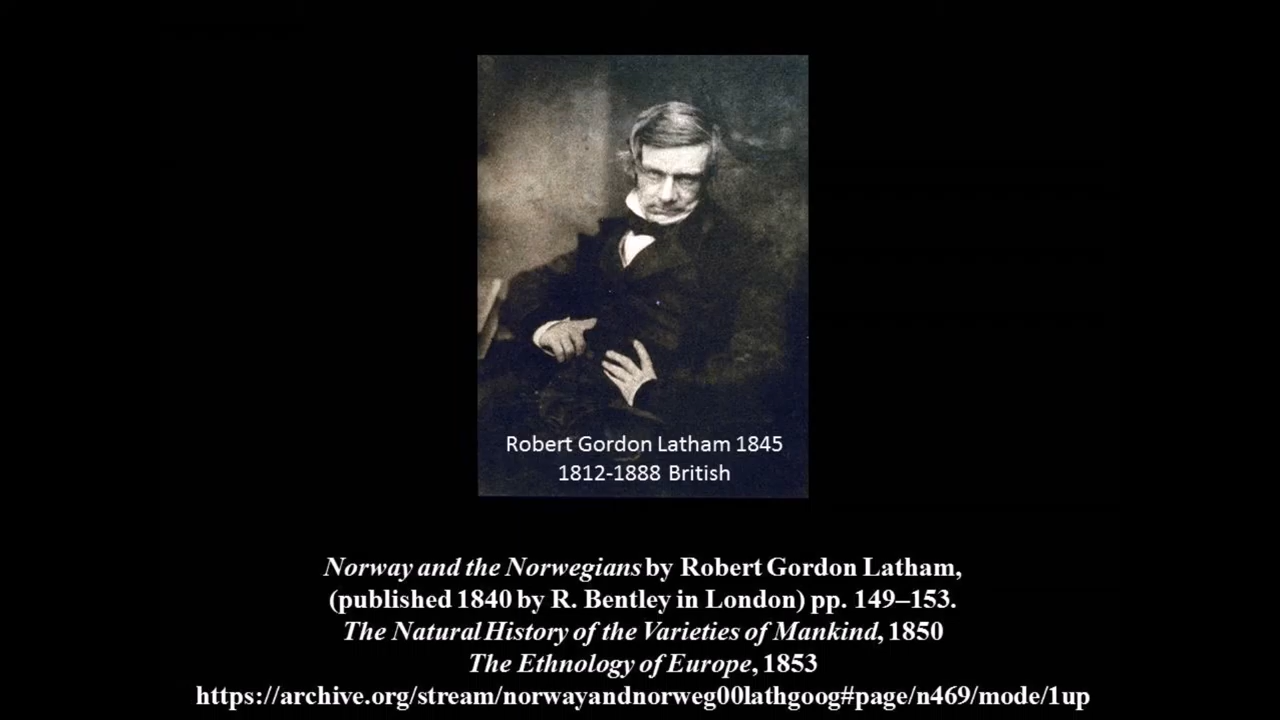 Robert Gordon Latham 1845
1812-1888 British
Norway and the Norwegians by Robert Gordon Latham,
(published 1840 by R. Bentley in London) pp. 149–153.
The Natural History of the Varieties of Mankind, 1850
The Ethnology of Europe, 1853
https://archive.org/stream/norwayandnorweg00lathgoog#page/n469/mode/1up